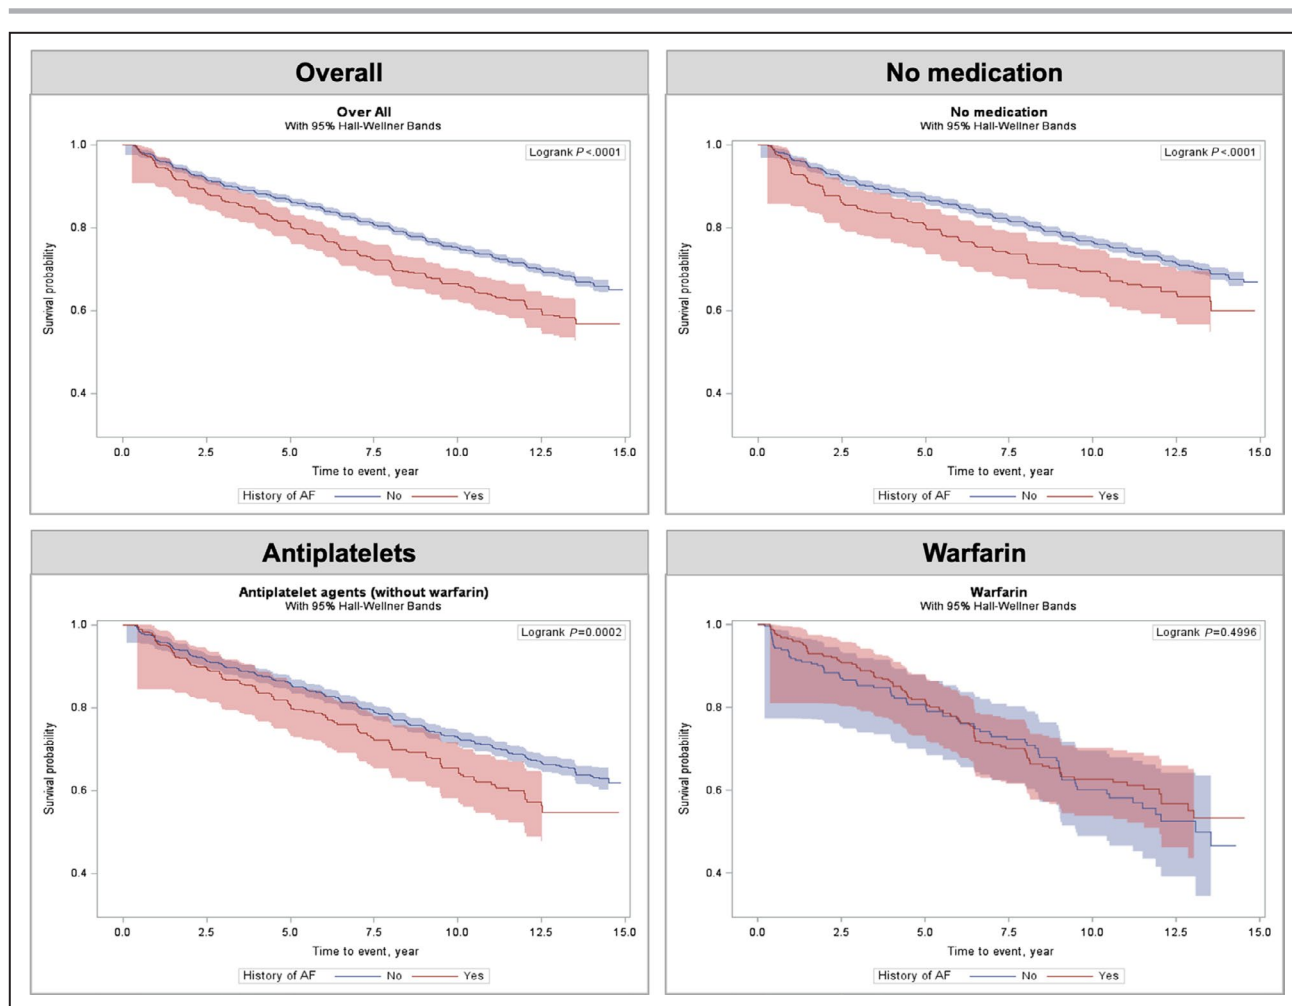 Overall
Over All
With 95% Hall-Wellner Bands
Logrank P<.0001
1.0
0.8
0.6
0.4
Survival probability
0.0 2.5 5.0 7.5 10.0 12.5 15.0
Time to event, year
History of AF No Yes
No medication
No medication
With 95% Hall-Wellner Bands
Logrank P<.0001
1.0
0.8
0.6
0.4
Survival probability
0.0 2.5 5.0 7.5 10.0 12.5 15.0
Time to event, year
History of AF No Yes
Antiplatelets
Antiplatelet agents (without warfarin)
With 95% Hall-Wellner Bands
Logrank P=0.0002
1.0
0.8
0.6
0.4
Survival probability
0.0 2.5 5.0 7.5 10.0 12.5 15.0
Time to event, year
History of AF No Yes
Warfarin
Warfarin
With 95% Hall-Wellner Bands
Logrank P=0.4996
1.0
0.8
0.6
0.4
Survival probability
0.0 2.5 5.0 7.5 10.0 12.5 15.0
Time to event, year
History of AF No Yes